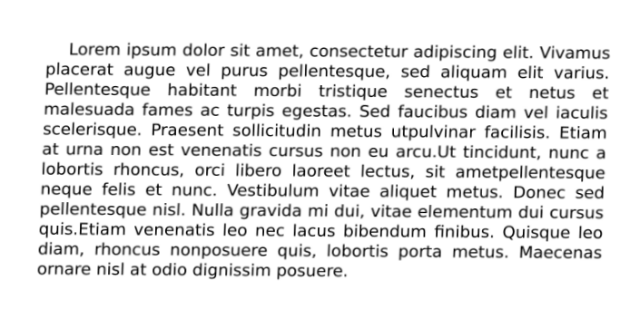 Lorem ipsum dolor sit amet, consectetur adipiscing elit. Vivamus
placerat augue vel purus pellentesque, sed aliquam elit varius.
Pellentesque habitant morbi tristique senectus et netus et
malesuada fames ac turpis egestas. Sed faucibus diam vel iaculis
scelerisque. Praesent sollicitudin metus utpulvinar facilisis. Etiam
at urna non est venenatis cursus non eu arcu.Ut tincidunt, nunc a
lobortis rhoncus, orci libero laoreet lectus, sit ametpellentesque
neque felis et nunc. Vestibulum vitae aliquet metus. Donec sed
pellentesque nisl. Nulla gravida mi dui, vitae elementum dui cursus
quis.Etiam venenatis leo nec lacus bibendum finibus. Quisque leo
diam, rhoncus nonposuere quis, lobortis porta metus. Maecenas
ornare nisl at odio dignissim posuere.